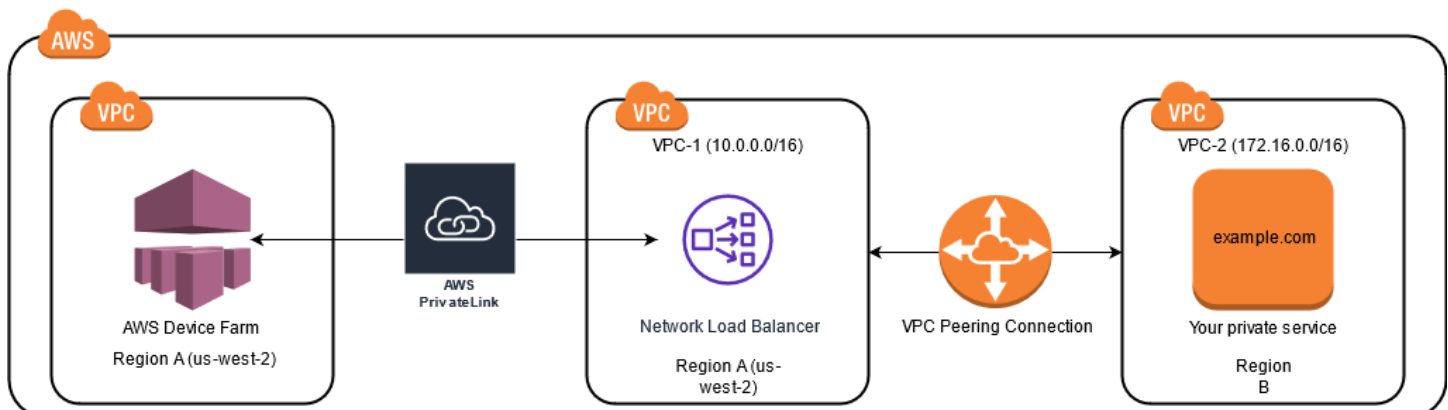 AWS
VPC
VPC
VPC
VPC-1 (10.0.0.0/16)
VPC-2 (172.16.0.0/16)
example.com
AWS
PrivateLink
AWS Device Farm
Network Load Balancer
VPC Peering Connection
Your private service
Region A (us-west-2)
Region A (us-
west-2)
Region
B